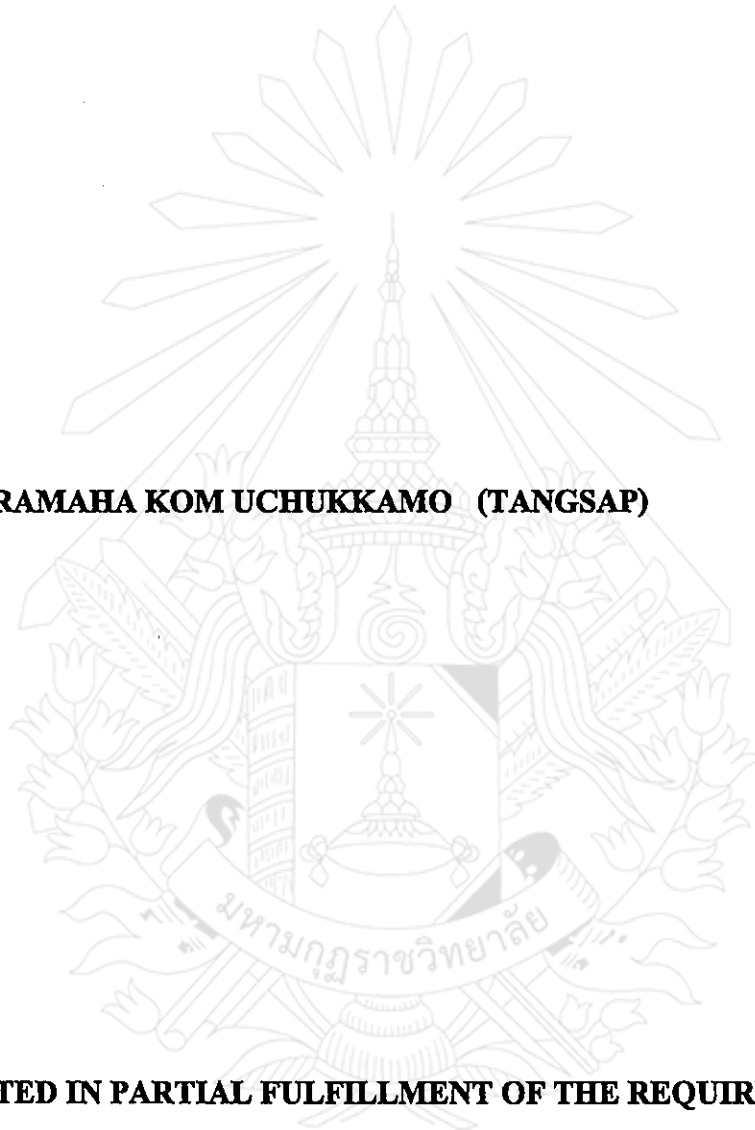 RAMAHA KOM UCHUKKAMO (TANGSAP)
มหามกุฏราชวิทยาลัย
TED IN PARTIAL FULFILLMENT OF THE REQUIR